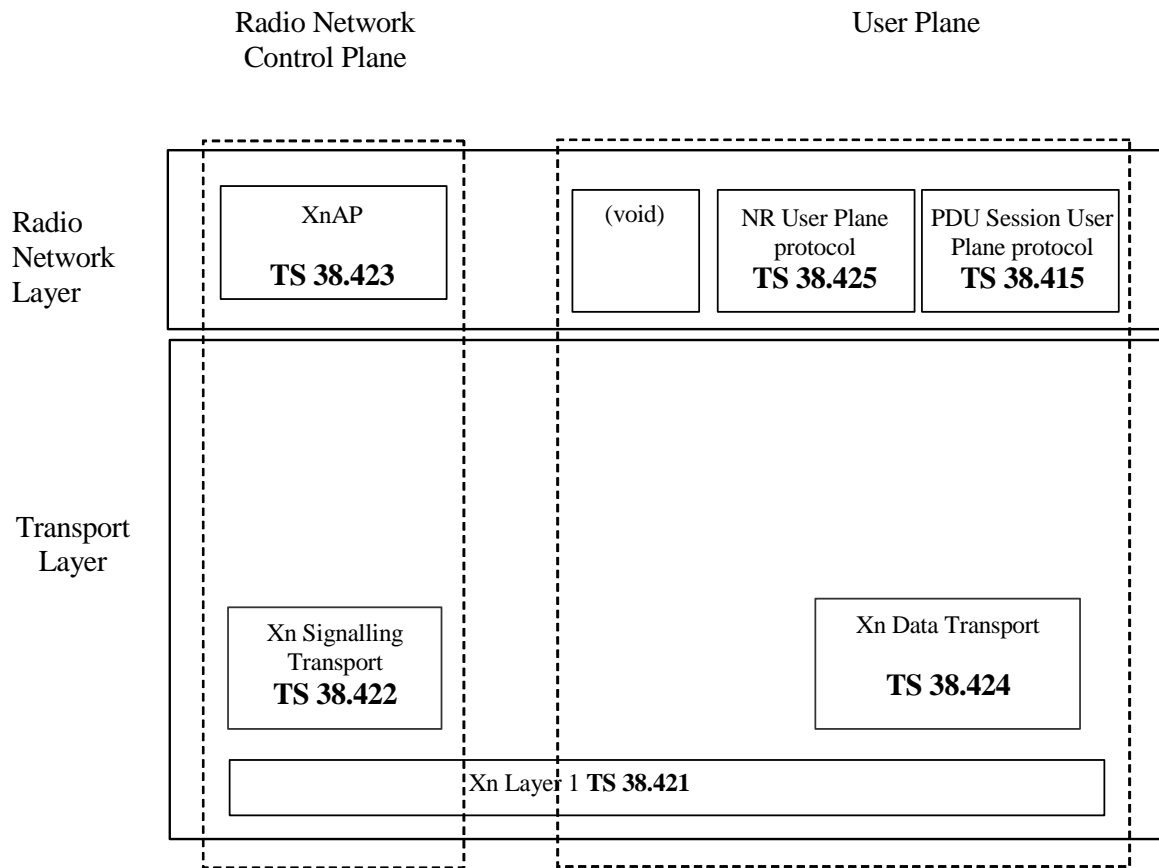 Radio Network
Control Plane
User Plane
Radio
Network
Layer
XnAP
TS 38.423
(void)
NR User Plane
protocol
TS 38.425
PDU Session User
Plane protocol
TS 38.415
Transport
Layer
Xn Signalling
Transport
TS 38.422
Xn Data Transport
TS 38.424
Xn Layer 1 TS 38.421